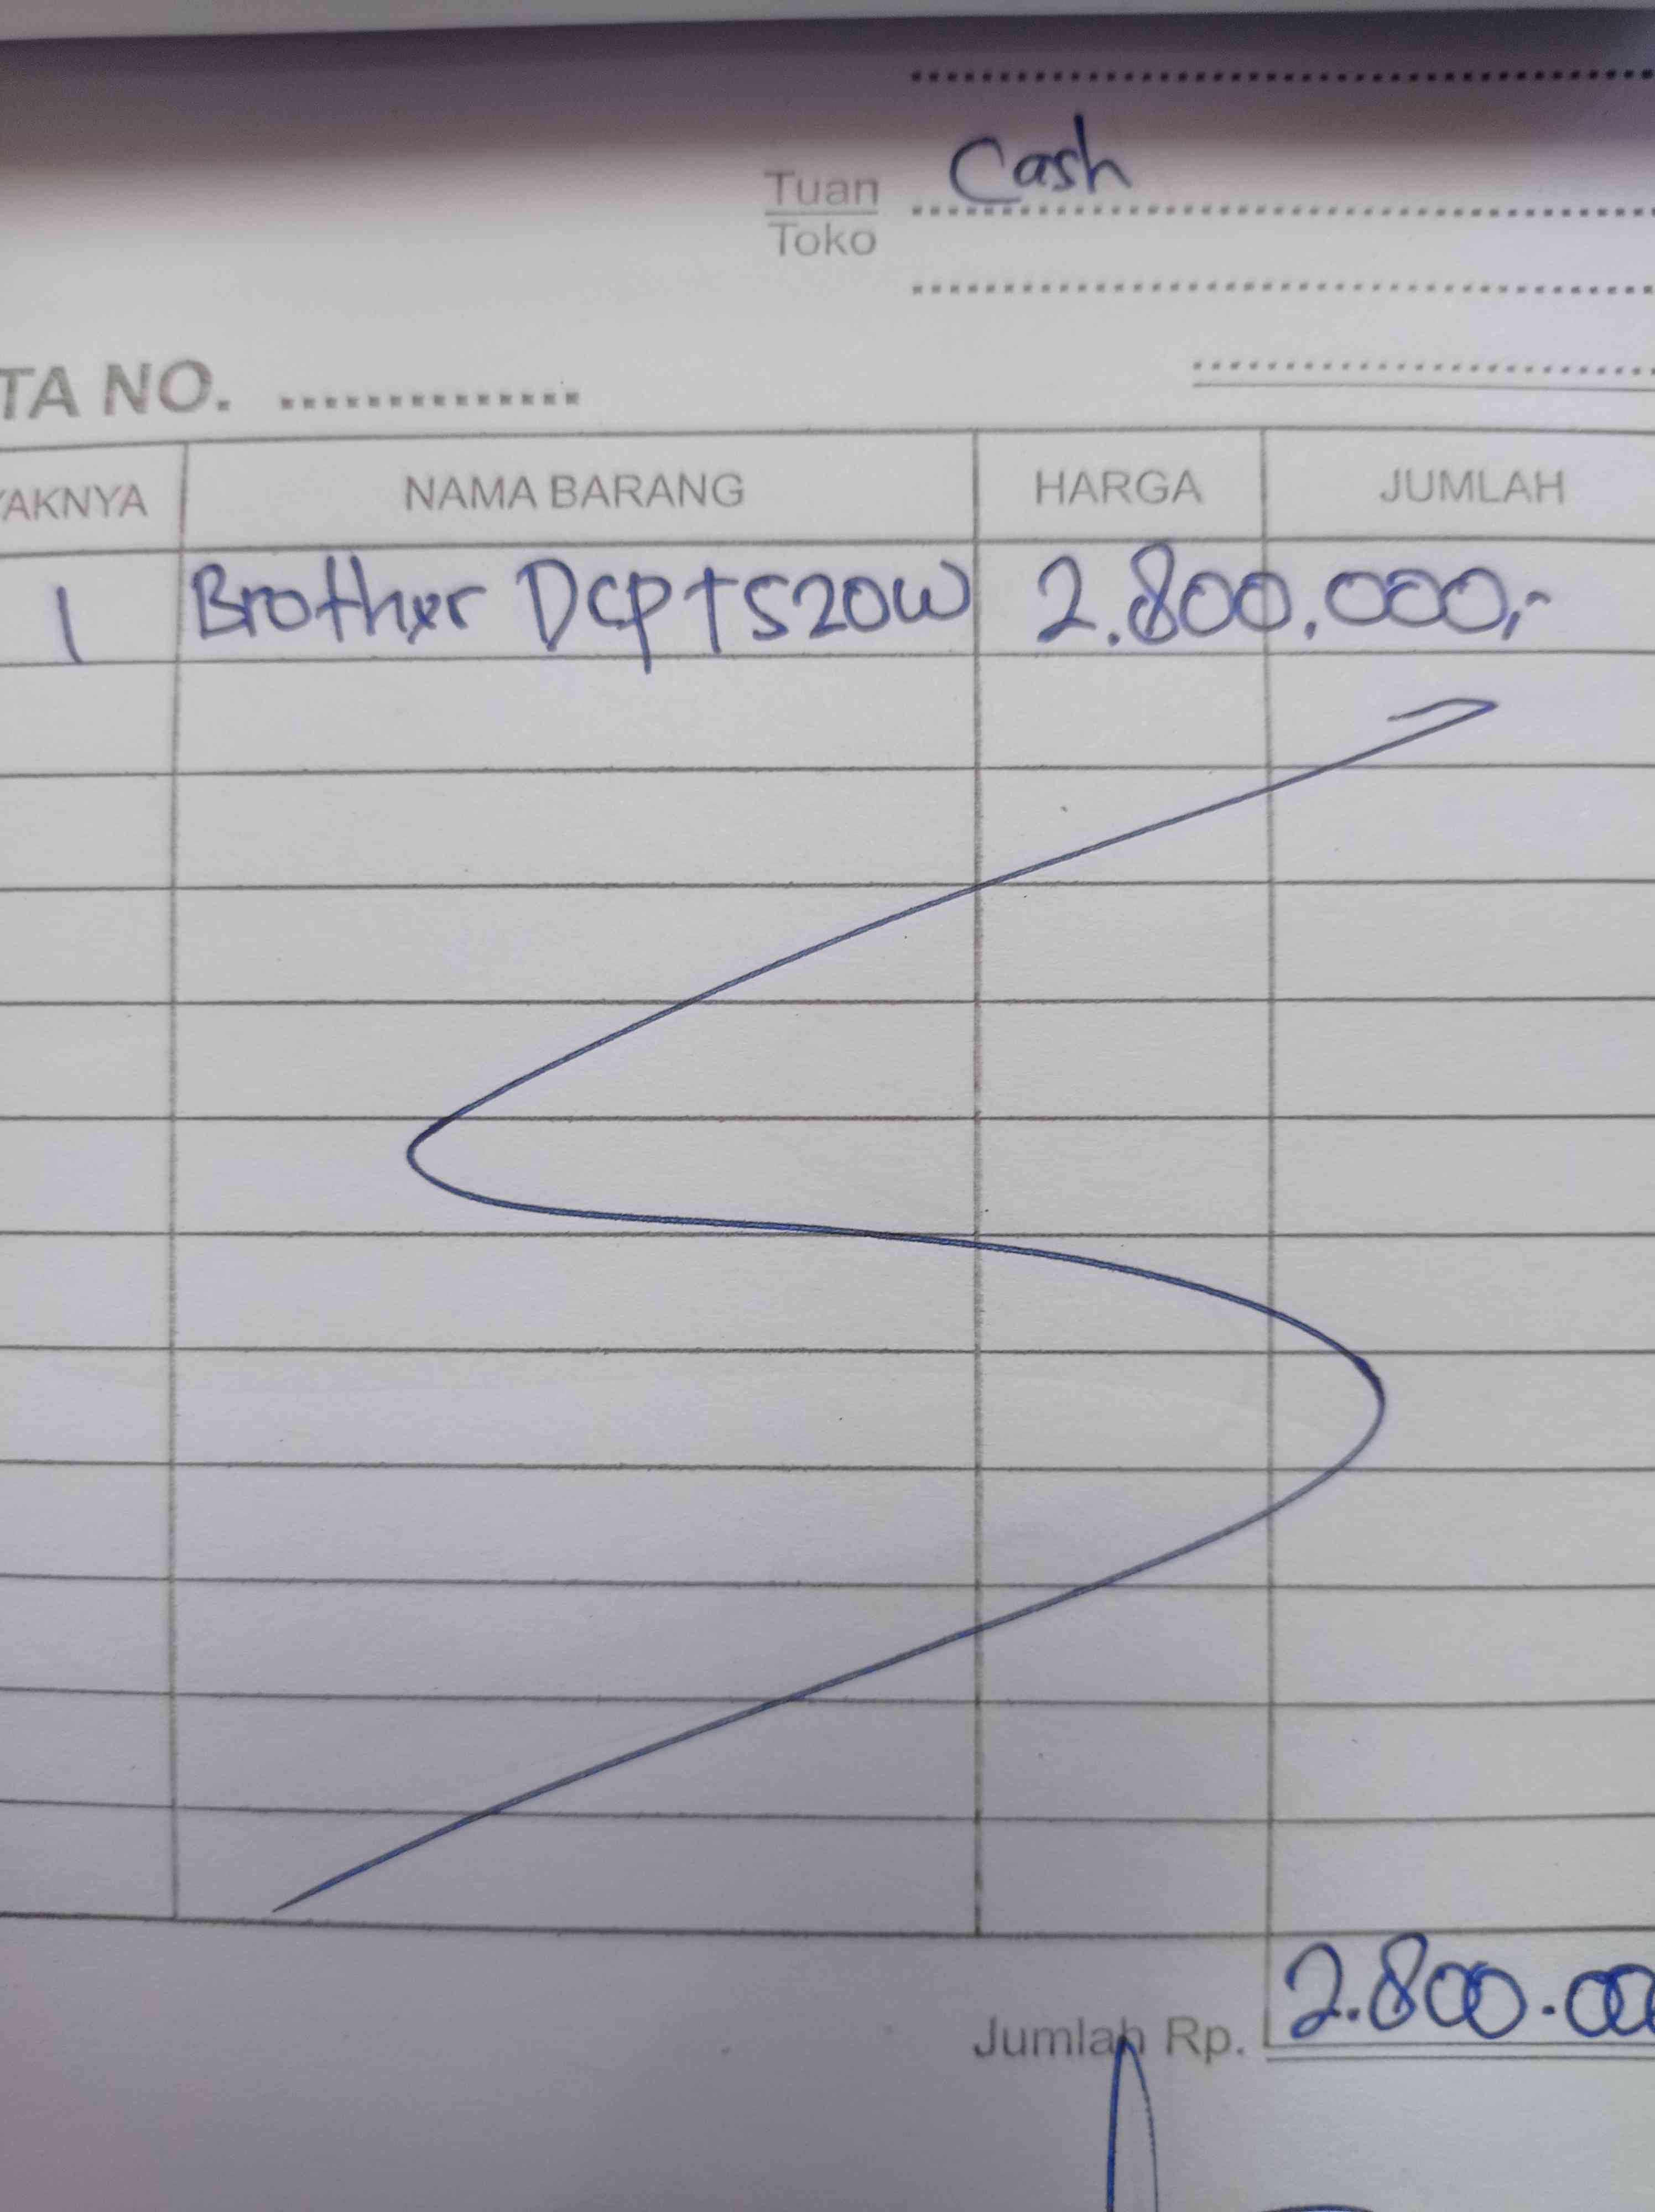 Cash
Tuan
Toko
TA NO. ..............
YAKNYA NAMA BARANG HARGA JUMLAH
1 Brother Dcp T520W 2.800.000,-
Jumlah Rp. 2.800.00